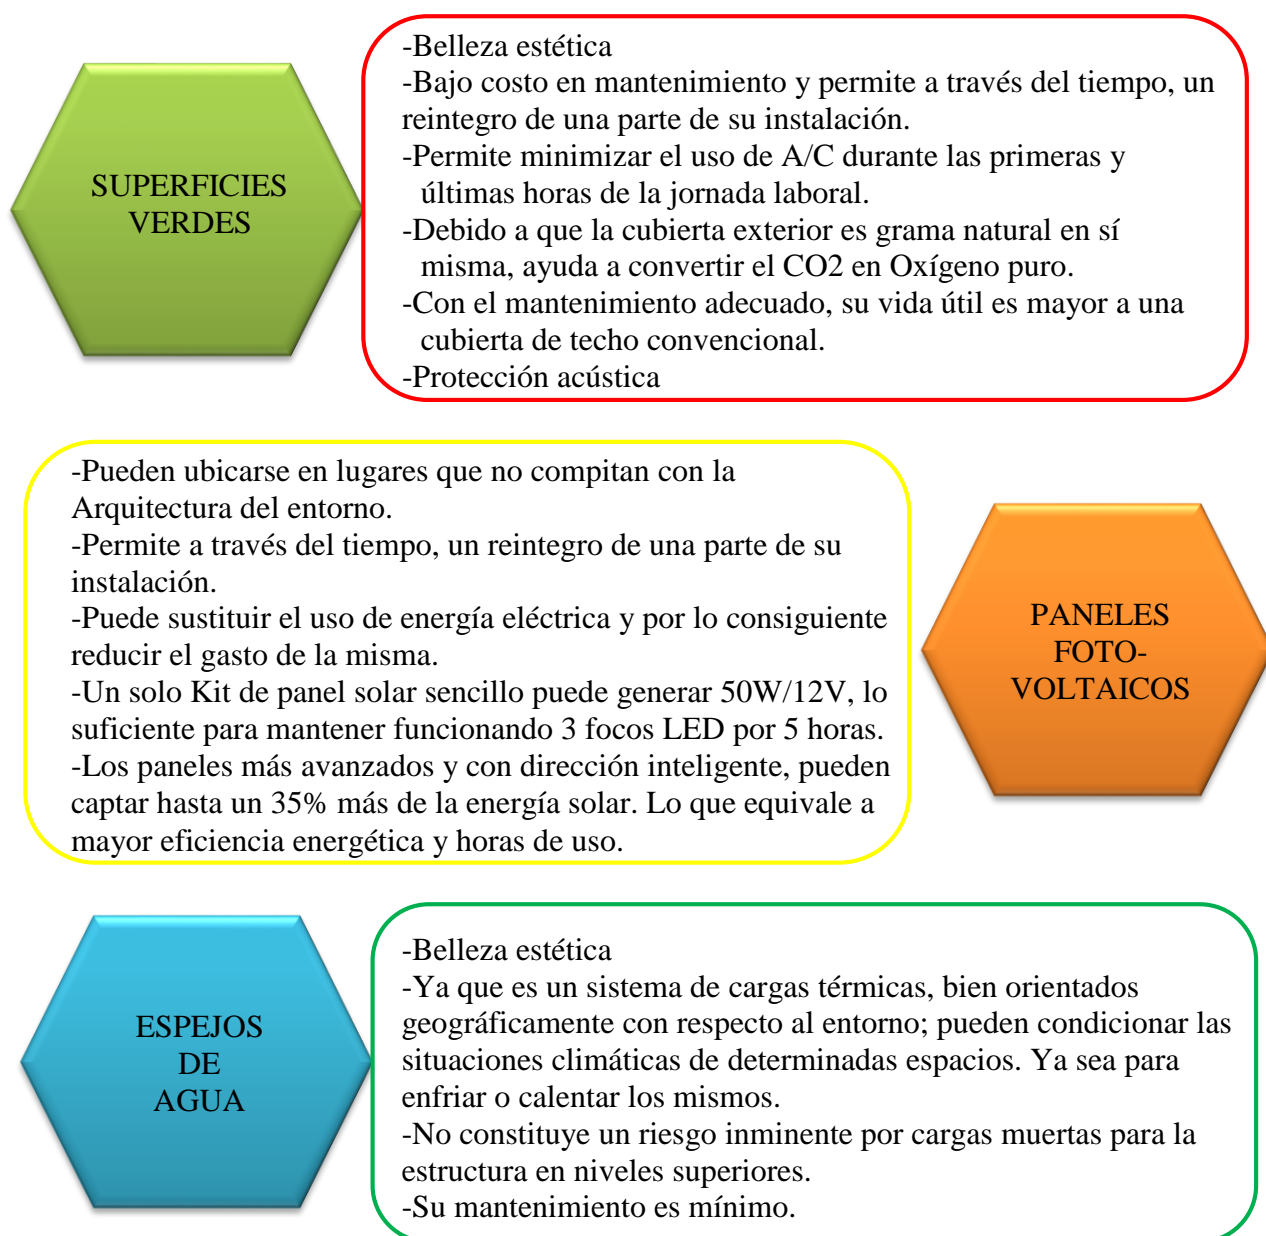 SUPERFICIES
VERDES
-Belleza estética
-Bajo costo en mantenimiento y permite a través del tiempo, un
reintegro de una parte de su instalación.
-Permite minimizar el uso de A/C durante las primeras y
últimas horas de la jornada laboral.
-Debido a que la cubierta exterior es grama natural en sí
misma, ayuda a convertir el CO2 en Oxígeno puro.
-Con el mantenimiento adecuado, su vida útil es mayor a una
cubierta de techo convencional.
-Protección acústica
-Pueden ubicarse en lugares que no compitan con la
Arquitectura del entorno.
-Permite a través del tiempo, un reintegro de una parte de su
instalación.
-Puede sustituir el uso de energía eléctrica y por lo consiguiente
reducir el gasto de la misma.
-Un solo Kit de panel solar sencillo puede generar 50W/12V, lo
suficiente para mantener funcionando 3 focos LED por 5 horas.
-Los paneles más avanzados y con dirección inteligente, pueden
captar hasta un 35% más de la energía solar. Lo que equivale a
mayor eficiencia energética y horas de uso.
PANELES
FOTO-
VOLTAICOS
ESPEJOS
DE
AGUA
-Belleza estética
-Ya que es un sistema de cargas térmicas, bien orientados
geográficamente con respecto al entorno; pueden condicionar las
situaciones climáticas de determinadas espacios. Ya sea para
enfriar o calentar los mismos.
-No constituye un riesgo inminente por cargas muertas para la
estructura en niveles superiores.
-Su mantenimiento es mínimo.